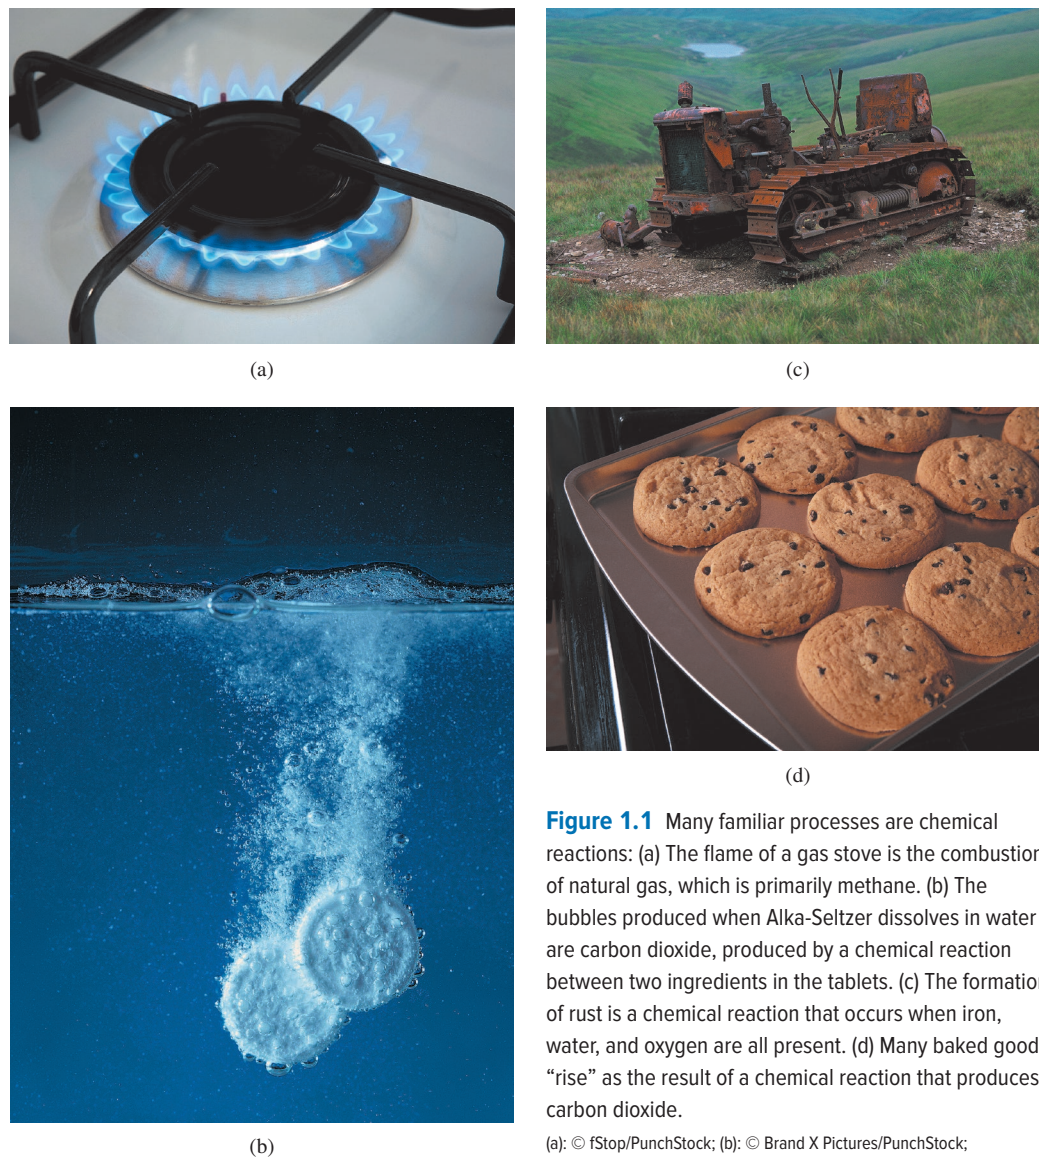 (a)
(c)
(b)
(d)
Figure 1.1 Many familiar processes are chemical
reactions: (a) The flame of a gas stove is the combustion
of natural gas, which is primarily methane. (b) The
bubbles produced when Alka-Seltzer dissolves in water
are carbon dioxide, produced by a chemical reaction
between two ingredients in the tablets. (c) The formation
of rust is a chemical reaction that occurs when iron,
water, and oxygen are all present. (d) Many baked good
“rise” as the result of a chemical reaction that produces
carbon dioxide.
(a): © fStop/PunchStock; (b): © Brand X Pictures/PunchStock;